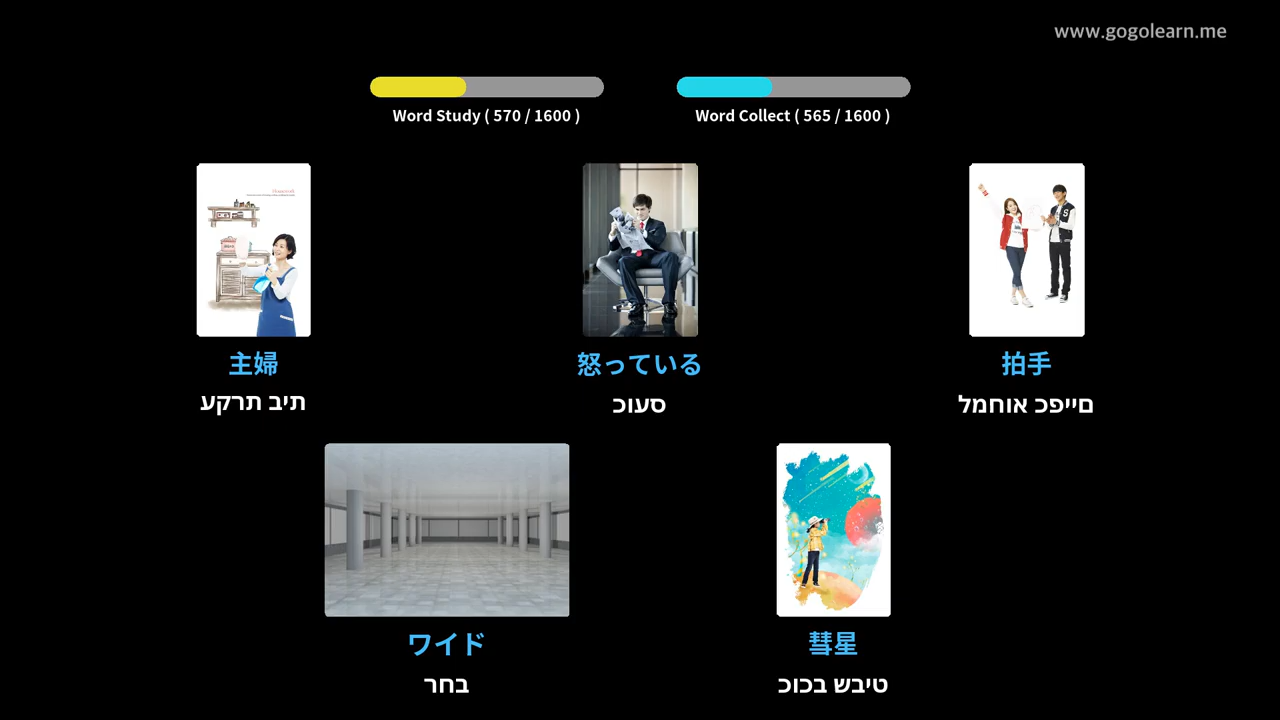 www.gogolearn.me
Word Study ( 570 / 1600 )
Word Collect ( 565 / 1600 )
主婦
תיב תרקע
怒っている
סעוכ
拍手
םייפכ אוחמל
ワイド
בחר
彗星
טיבש בכוכ